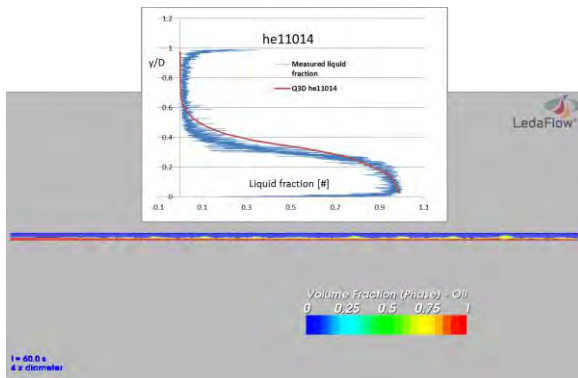 he11014
1.2
y/D
1
0.8
0.6
0.4
0.2
0
Measured liquid
fraction
Q3D he11014
Liquid fraction [#]
-0.1
0.1
0.3
0.5
0.7
0.9
1.1
LedaFlow
Volume Fraction (Phase) - Oil
0 0.25 0.5 0.75 1
t = 60.0 s
4 x diameter